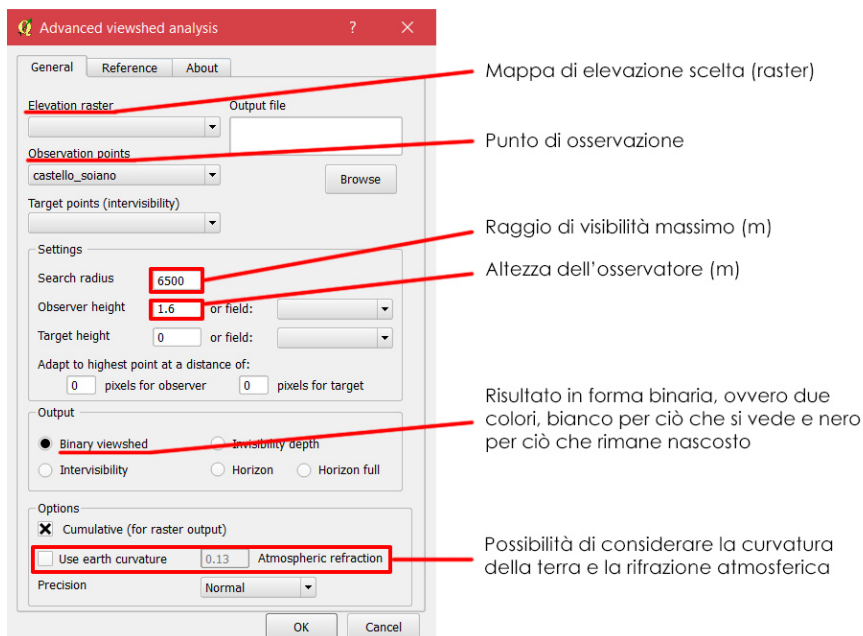 Advanced viewshed analysis ? ×
General Reference About
Elevation raster Output file
Observation points
castello_soiano
Browse
Target points (intervisibility)
Settings
Search radius 6500
Observer height 1.6 or field:
Target height 0 or field:
Adapt to highest point at a distance of:
0 pixels for observer 0 pixels for target
Output
Binary viewshed Invisibility depth
Intervisibility Horizon Horizon full
Options
Cumulative (for raster output)
Use earth curvature 0.13 Atmospheric refraction
Precision Normal
OK Cancel
Mappa di elevazione scelta (raster)
Punto di osservazione
Raggio di visibilità massimo (m)
Altezza dell'osservatore (m)
Risultato in forma binaria, ovvero due
colori, bianco per ciò che si vede e nero
per ciò che rimane nascosto
Possibilità di considerare la curvatura
della terra e la rifrazione atmosferica